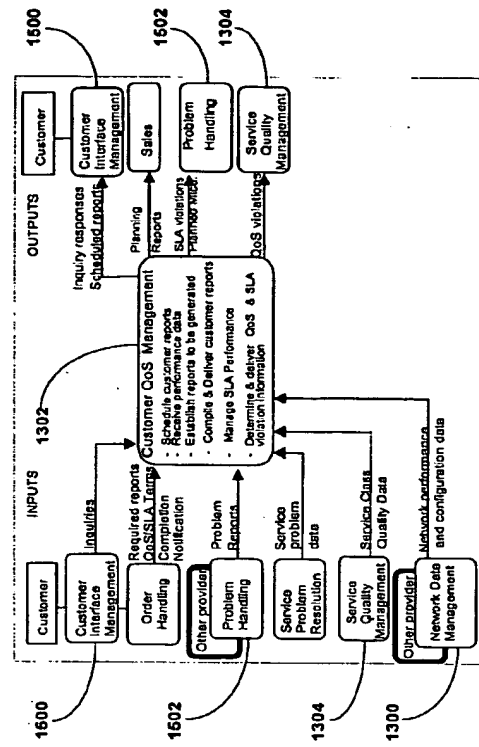 INPUTS
OUTPUTS
1302
1500
Customer
Customer
Interface
Management
Inquiries
Order
Handling
Required reports
QoS/SLA Terms
Completion
Notification
1502
Other provider
Problem
Handling
Problem
Reports
Service
Problem
Resolution
Service
problem
data
1304
Service
Quality
Management
Service Class
Quality Data
1300
Other provider
Network Data
Management
Network performance
and configuration data
Customer QoS Management
- Schedule customer reports
- Receive performance data
- Establish reports to be generated
- Compile & Deliver customer reports
- Manage SLA Performance
- Determine & deliver QoS & SLA
violation information
Inquiry responses
Scheduled reports
Customer
Customer
Interface
Management
1500
Planning
Reports
Sales
SLA violations
Planned
Problem
Handling
1502
QoS violations
Service
Quality
Management
1304